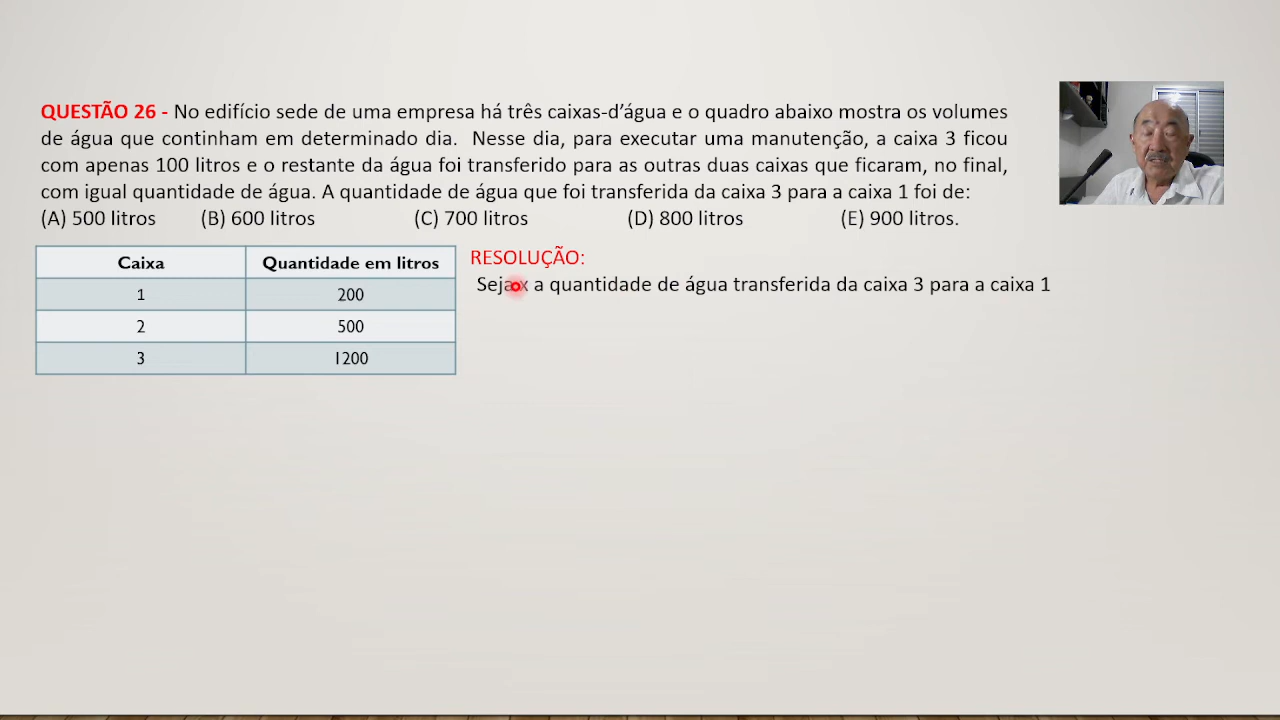 QUESTÃO 26 - No edifício sede de uma empresa há três caixas-d’água e o quadro abaixo mostra os volumes
de água que continham em determinado dia. Nesse dia, para executar uma manutenção, a caixa 3 ficou
com apenas 100 litros e o restante da água foi transferido para as outras duas caixas que ficaram, no final,
com igual quantidade de água. A quantidade de água que foi transferida da caixa 3 para a caixa 1 foi de:
(A) 500 litros (B) 600 litros (C) 700 litros (D) 800 litros (E) 900 litros.
Caixa Quantidade em litros
1 200
2 500
3 1200
RESOLUÇÃO:
Seja x a quantidade de água transferida da caixa 3 para a caixa 1